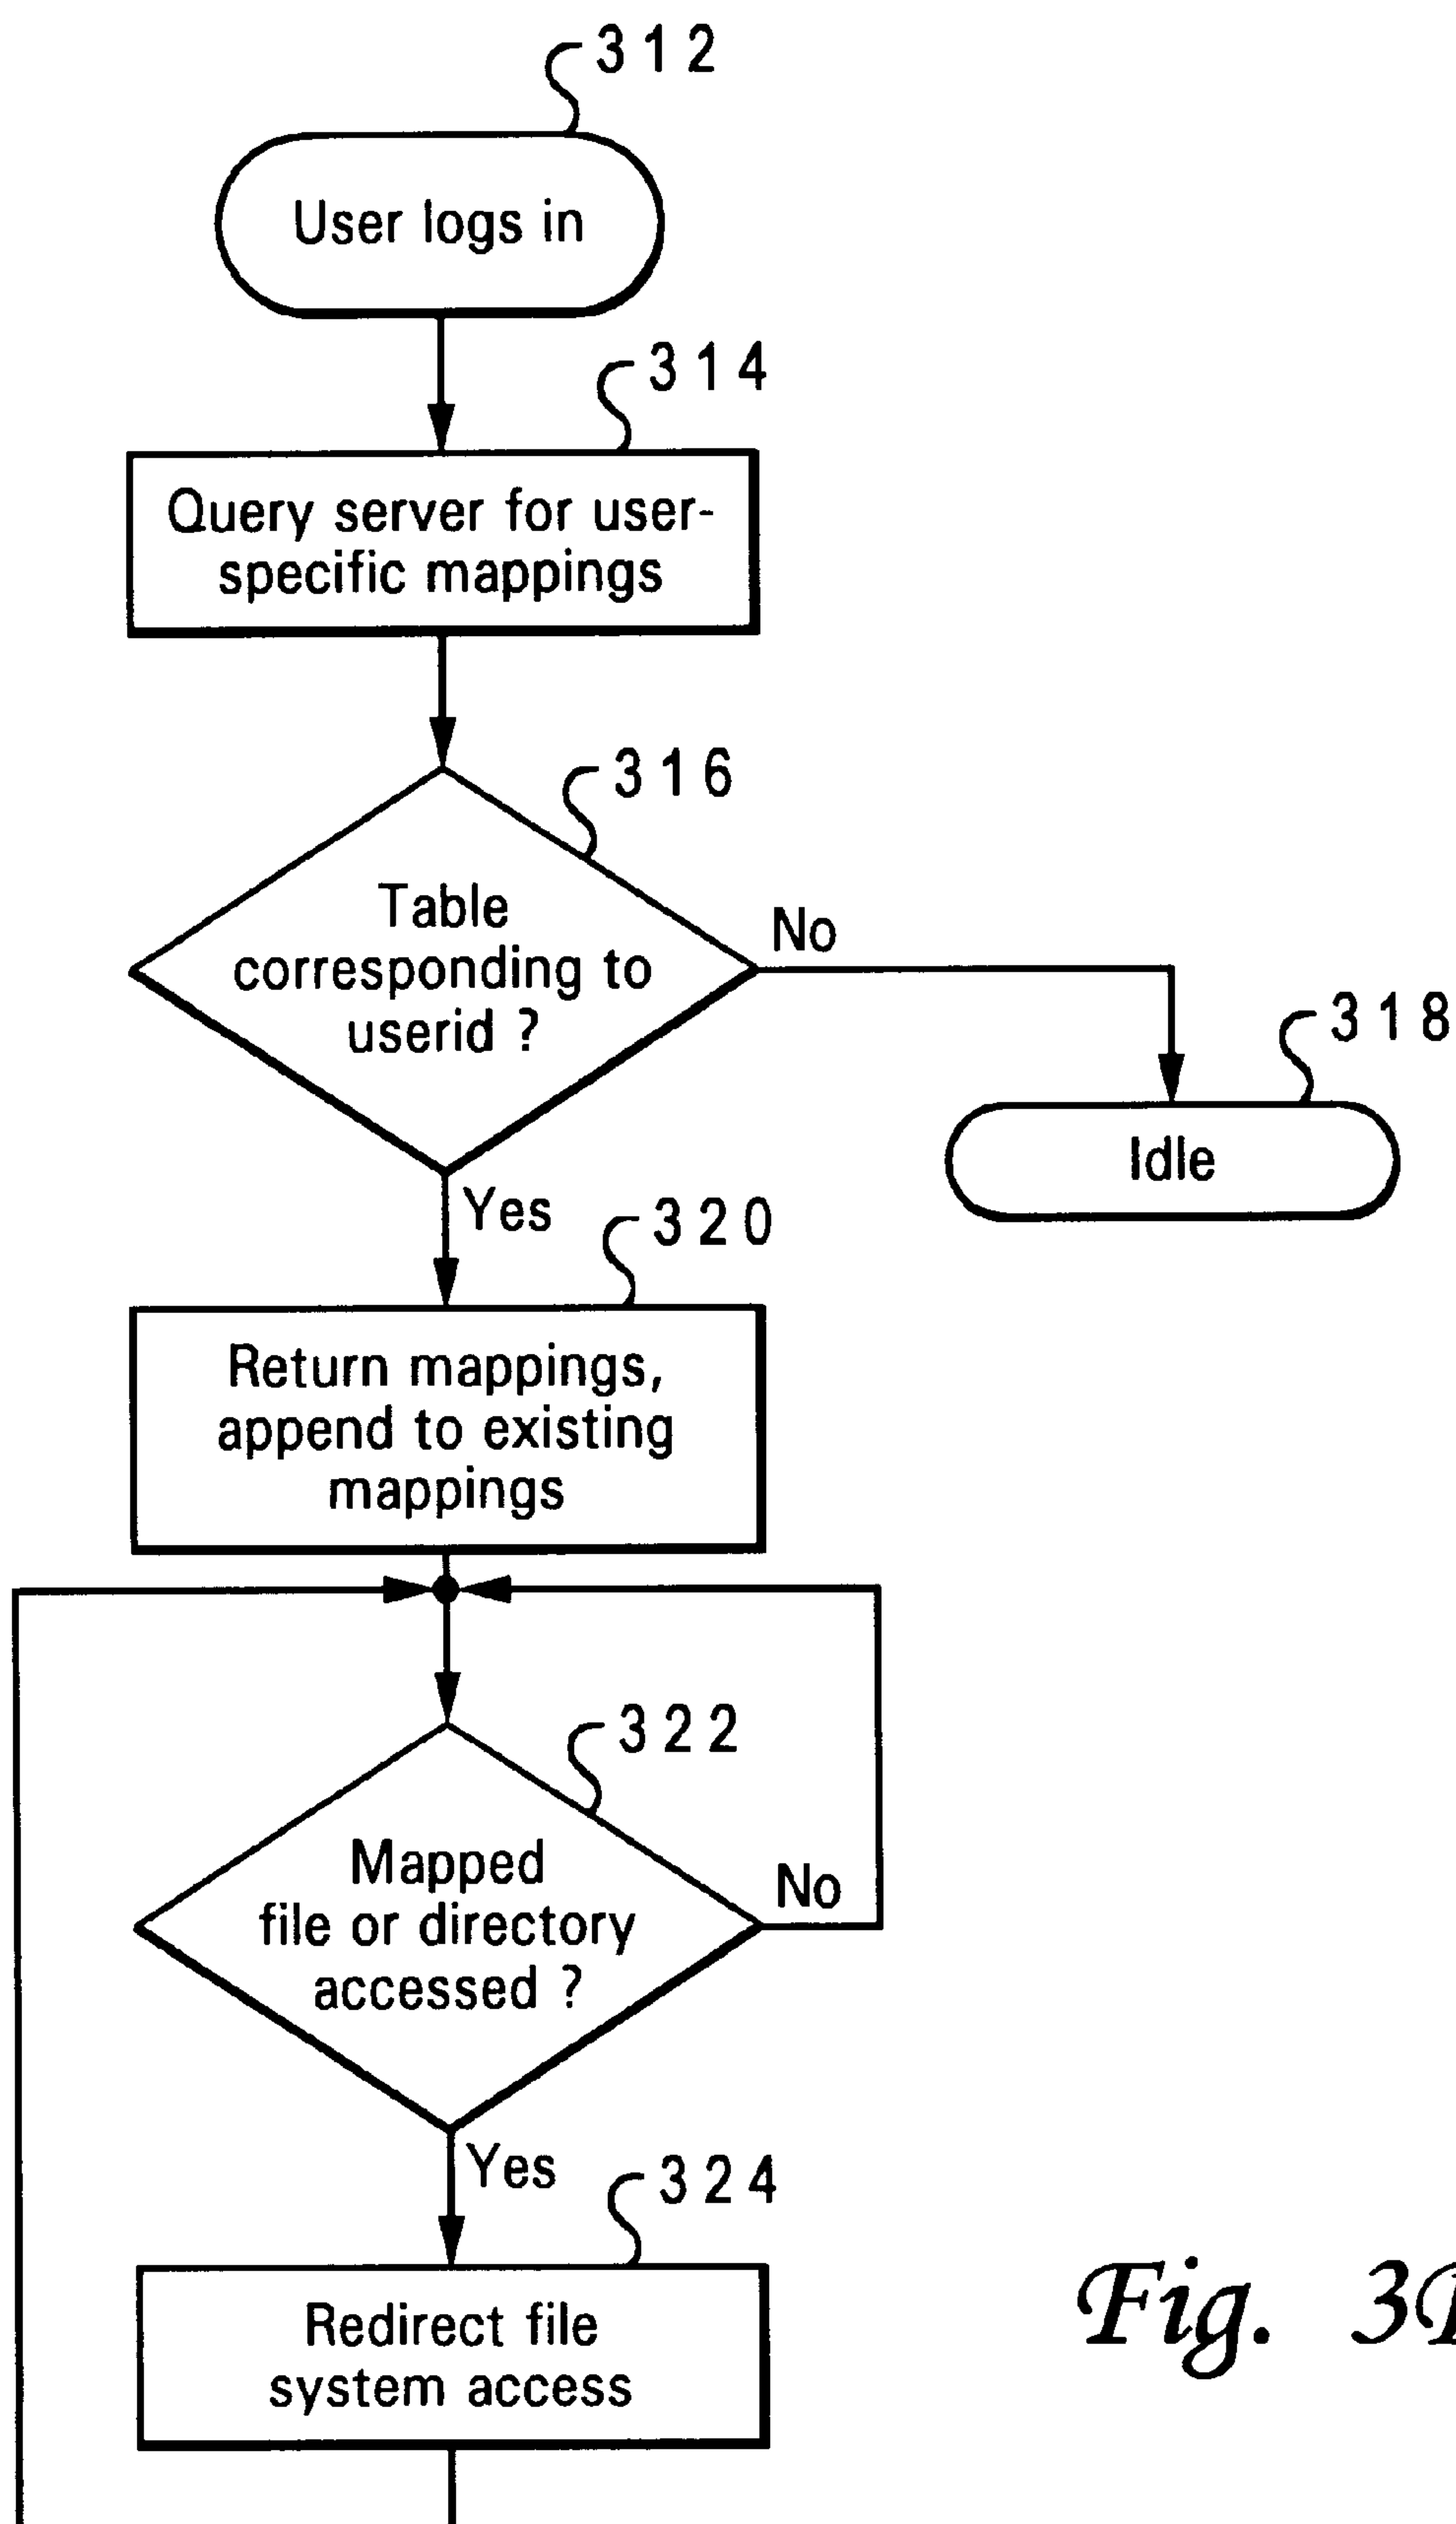 312
User logs in
314
Query server for user-
specific mappings
316
Table
corresponding to
userid ?
No
318
Idle
Yes
320
Return mappings,
append to existing
mappings
322
Mapped
file or directory
accessed ?
No
Yes
324
Redirect file
system access
Fig.